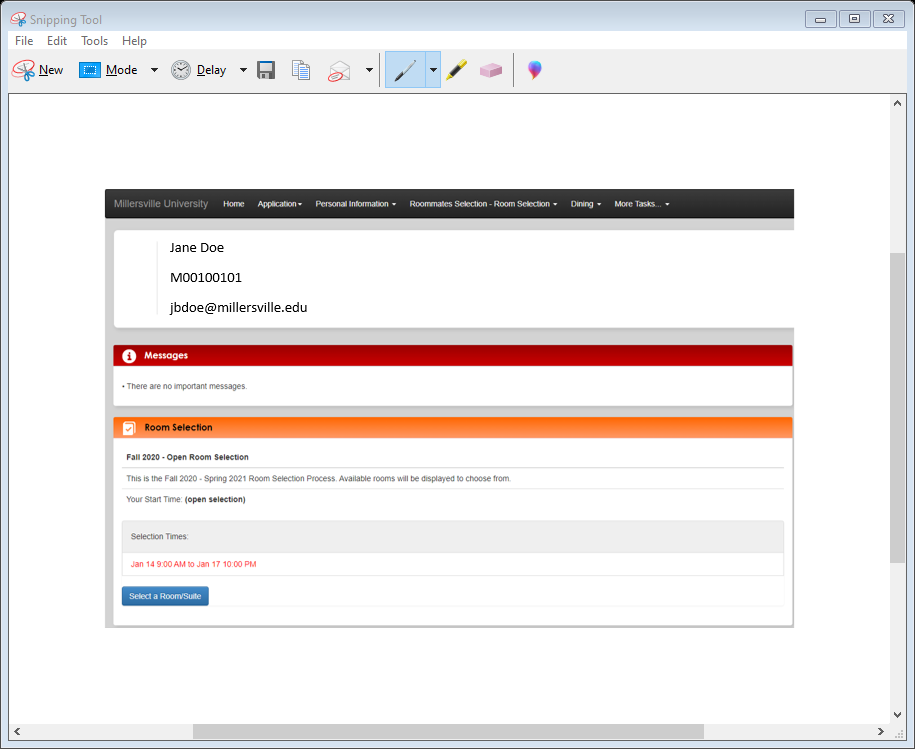 Snipping Tool
File Edit Tools Help
New Mode Delay
Millersville University Home Application Personal Information Roommates Selection - Room Selection Dining More Tasks...
Jane Doe
M00100101
jbdoe@millersville.edu
Messages
• There are no important messages.
Room Selection
Fall 2020 - Open Room Selection
This is the Fall 2020 - Spring 2021 Room Selection Process. Available rooms will be displayed to choose from.
Your Start Time: (open selection)
Selection Times:
Jan 14 9:00 AM to Jan 17 10:00 PM
Select a Room/Suite